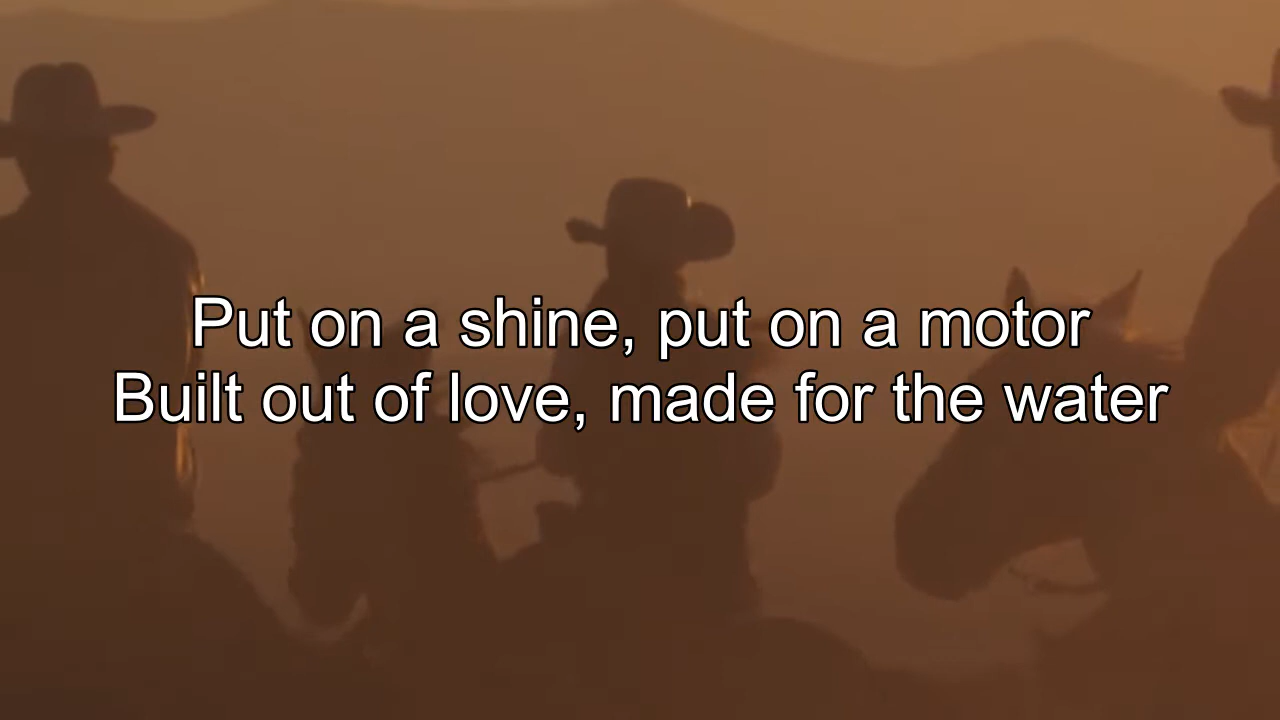 Put on a shine, put on a motor
Built out of love, made for the water